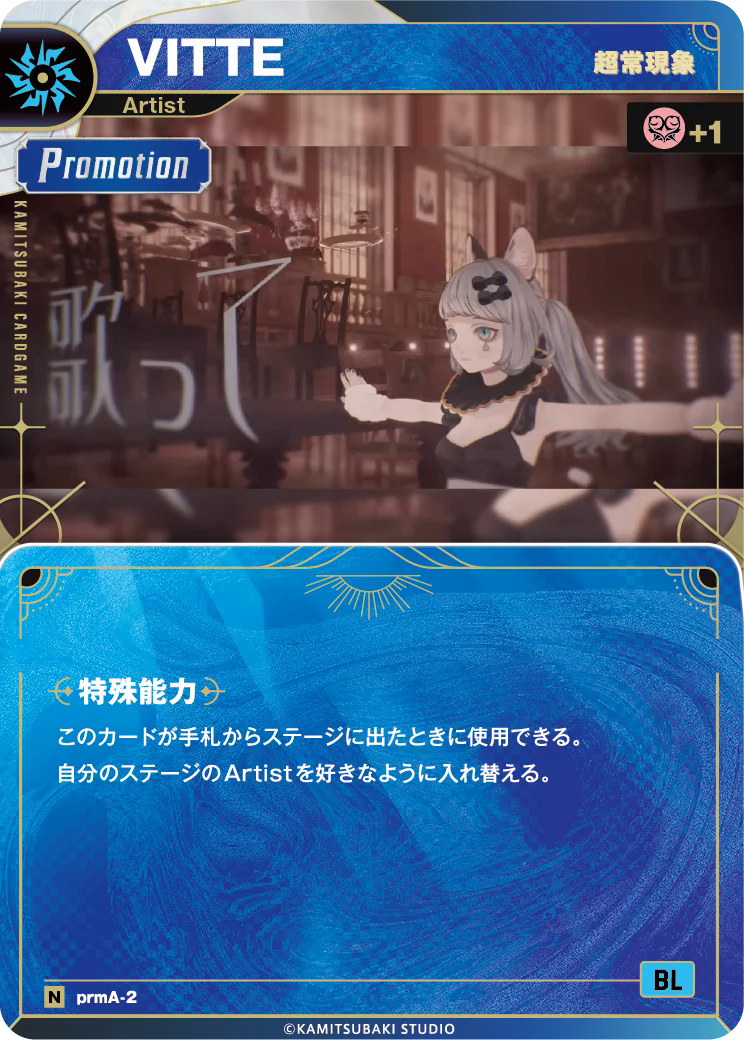 VITTE
超常現象
Artist
+1
Promotion
KAMITSUBAKI CARDGAME
歌って
特殊能力
このカードが手札からステージに出たときに使用できる。
自分のステージのArtistを好きなように入れ替える。
BL
N prmA-2
©KAMITSUBAKI STUDIO